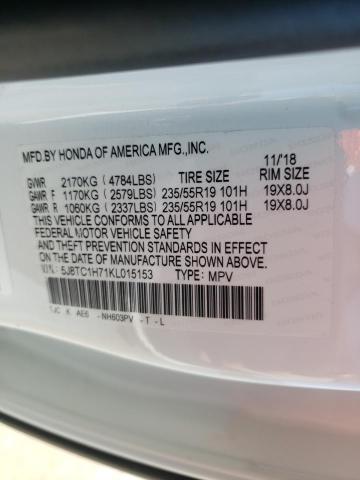 MFD.BY HONDA OF AMERICA MFG.,INC.
11/18
TIRE SIZE RIM SIZE
GVWR 2170KG ( 4784LBS)
GAWR F 1170KG ( 2579LBS) 235/55R19 101H 19X8.0J
GAWR R 1060KG ( 2337LBS) 235/55R19 101H 19X8.0J
THIS VEHICLE CONFORMS TO ALL APPLICABLE
FEDERAL MOTOR VEHICLE SAFETY
AND THEFT PREVENTION STANDARDS IN EFFECT
ON THE DATE OF MANUFACTURE SHOWN ABOVE.
V.I.N.: 5J8TC1H71KL015153 TYPE: MPV
TJC K AE6 -NH603PV -T -L